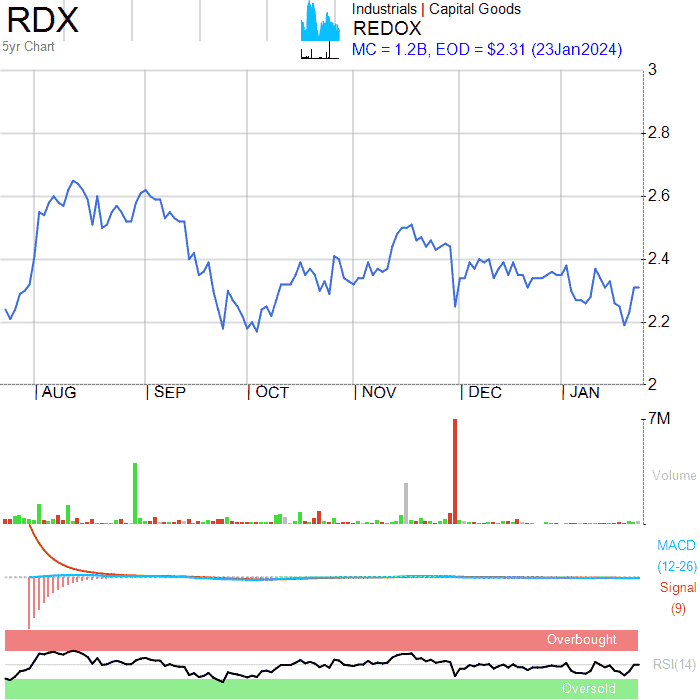 RDX
5yr Chart
Industrials | Capital Goods
REDOX
MC = 1.2B, EOD = $2.31 (23Jan2024)
3
2.8
2.6
2.4
2.2
2
AUG SEP OCT NOV DEC JAN
7M
Volume
MACD
(12-26)
Signal
(9)
Overbought
RSI(14)
Oversold